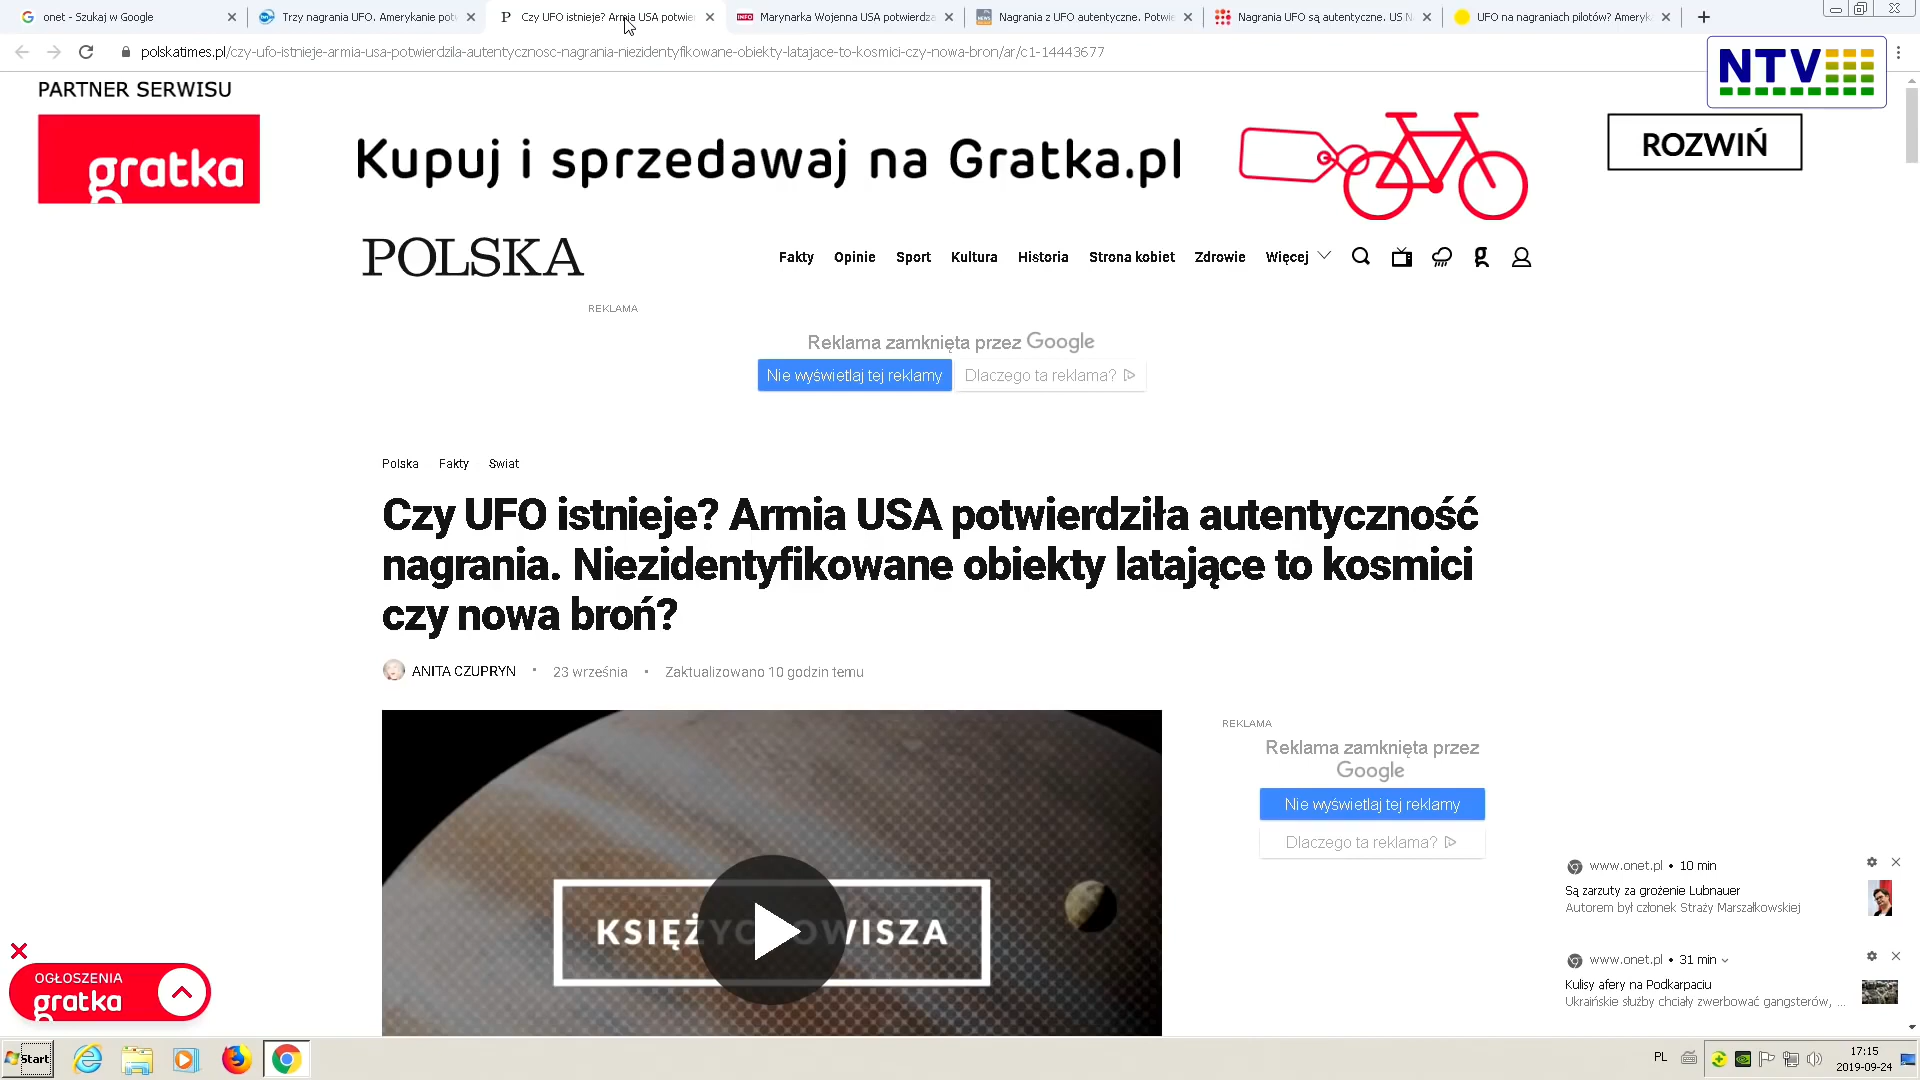 onet - Szukaj w Google
Trzy nagrania UFO. Amerykanie potw
Czy UFO istnieje? Armia USA potwier
Marynarka Wojenna USA potwierdza
Nagrania z UFO autentyczne. Potwie
Nagrania UFO są autentyczne. US N
UFO na nagraniach pilotów? Ameryk
polskatimes.pl/czy-ufo-istnieje-armia-usa-potwierdzila-autentycznosc-nagrania-niezidentyfikowane-obiekty-latajace-to-kosmici-czy-nowa-bron/ar/c1-14443677
NTV
PARTNER SERWISU
gratka
Kupuj i sprzedawaj na Gratka.pl
ROZWIŃ
POLSKA
Fakty Opinie Sport Kultura Historia Strona kobiet Zdrowie Więcej
REKLAMA
Reklama zamknięta przez Google
Nie wyświetlaj tej reklamy
Dlaczego ta reklama?
Polska Fakty Swiat
Czy UFO istnieje? Armia USA potwierdziła autentyczność
nagrania. Niezidentyfikowane obiekty latające to kosmici
czy nowa broń?
ANITA CZUPRYN • 23 września • Zaktualizowano 10 godzin temu
KSIĘŻYC JOWISZA
REKLAMA
Reklama zamknięta przez
Google
Nie wyświetlaj tej reklamy
Dlaczego ta reklama?
www.onet.pl • 10 min
Są zarzuty za grożenie Lubnauer
Autorem był członek Straży Marszałkowskiej
www.onet.pl • 31 min
Kulisy afery na Podkarpaciu
Ukraińskie służby chciały zwerbować gangsterów, ...
OGŁOSZENIA
gratka
Start
PL
17:15
2019-09-24